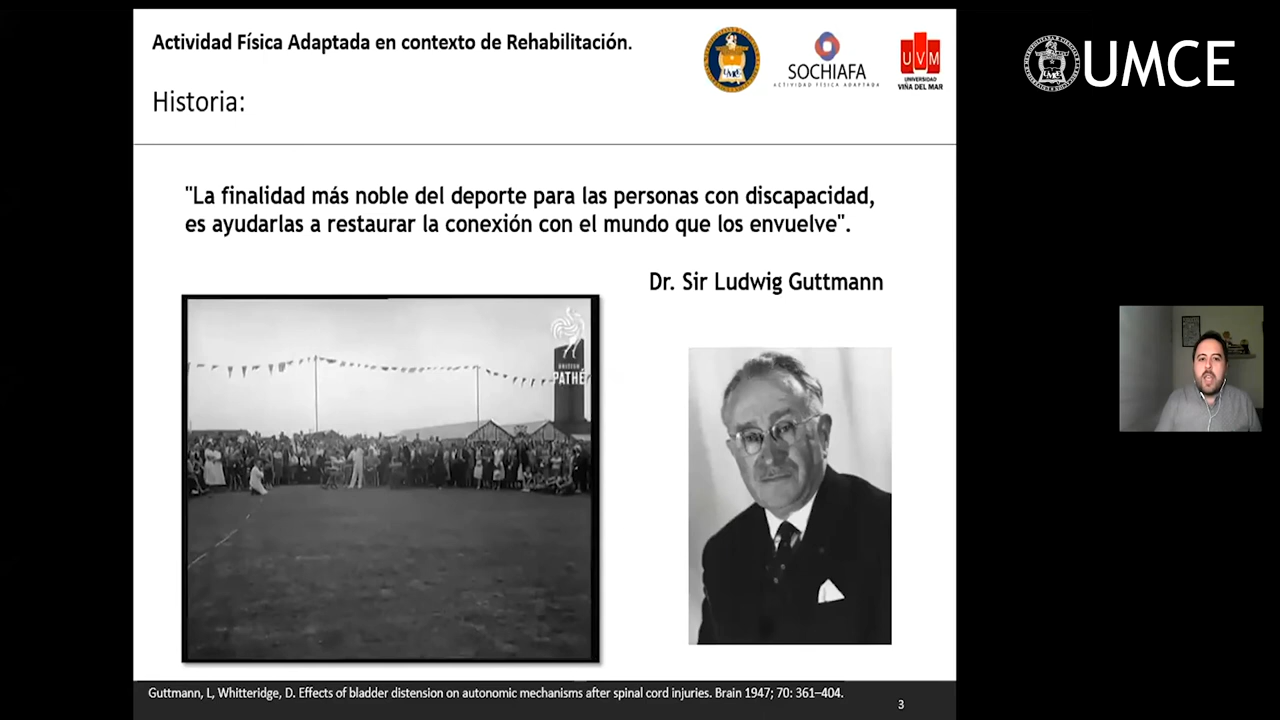 Actividad Física Adaptada en contexto de Rehabilitación.
Historia:
UMCE
SOCHIAFA
ACTIVIDAD FÍSICA ADAPTADA
UVM
UNIVERSIDAD
VIÑA DEL MAR
UMCE
"La finalidad más noble del deporte para las personas con discapacidad,
es ayudarlas a restaurar la conexión con el mundo que los envuelve".
Dr. Sir Ludwig Guttmann
BRITISH
PATHÉ
Guttmann, L, Whitteridge, D. Effects of bladder distension on autonomic mechanisms after spinal cord injuries. Brain 1947; 70: 361–404.
3